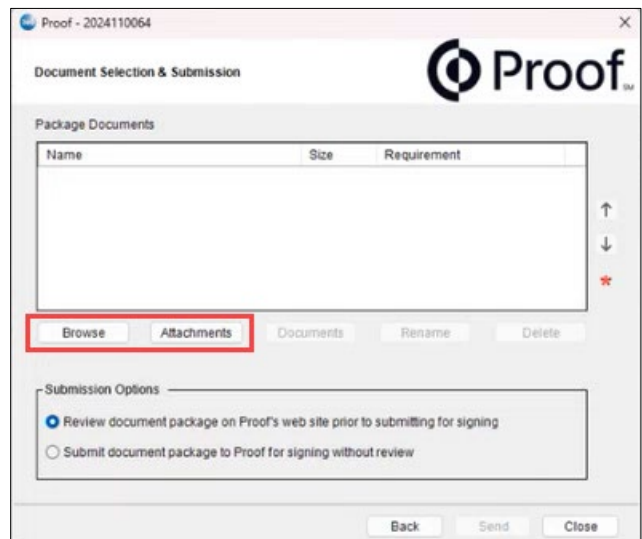 Proof - 2024110064
Document Selection & Submission
Proof
SM
Package Documents
Name Size Requirement
Browse Attachments Documents Rename Delete
Submission Options
Review document package on Proof's web site prior to submitting for signing
Submit document package to Proof for signing without review
Back Send Close